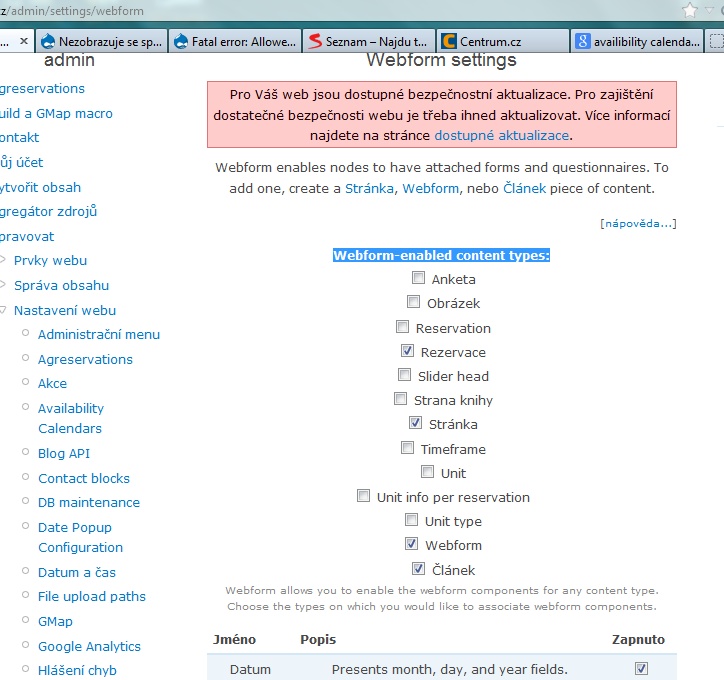 z/admin/settings/webform
... Nezobrazuje se sp... Fatal error: Allowe... Seznam – Najdu t... Centrum.cz availibility calenda...
admin
greservations
uild a GMap macro
ontakt
ůj účet
ytvořit obsah
gregátor zdrojů
pravovat
Prvky webu
Správa obsahu
Nastavení webu
Administrační menu
Agreservations
Akce
Availability
Calendars
Blog API
Contact blocks
DB maintenance
Date Popup
Configuration
Datum a čas
File upload paths
GMap
Google Analytics
Hlášení chyb
Webform settings
Pro Váš web jsou dostupné bezpečnostní aktualizace. Pro zajištění
dostatečné bezpečnosti webu je třeba ihned aktualizovat. Více informací
najdete na stránce dostupné aktualizace.
Webform enables nodes to have attached forms and questionnaires. To
add one, create a Stránka, Webform, nebo Článek piece of content.
[nápověda...]
Webform-enabled content types:
Anketa
Obrázek
Reservation
Rezervace
Slider head
Strana knihy
Stránka
Timeframe
Unit
Unit info per reservation
Unit type
Webform
Článek
Webform allows you to enable the webform components for any content type.
Choose the types on which you would like to associate webform components.
Jméno Popis Zapnuto
Datum Presents month, day, and year fields.